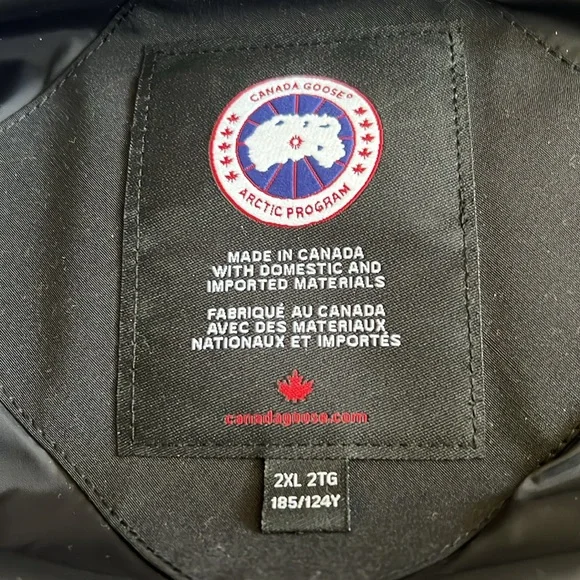 CANADA GOOSE®
ARCTIC PROGRAM
MADE IN CANADA
WITH DOMESTIC AND
IMPORTED MATERIALS
FABRIQUÉ AU CANADA
AVEC DES MATERIAUX
NATIONAUX ET IMPORTÉS
canadagoose.com
2XL 2TG
185/124Y